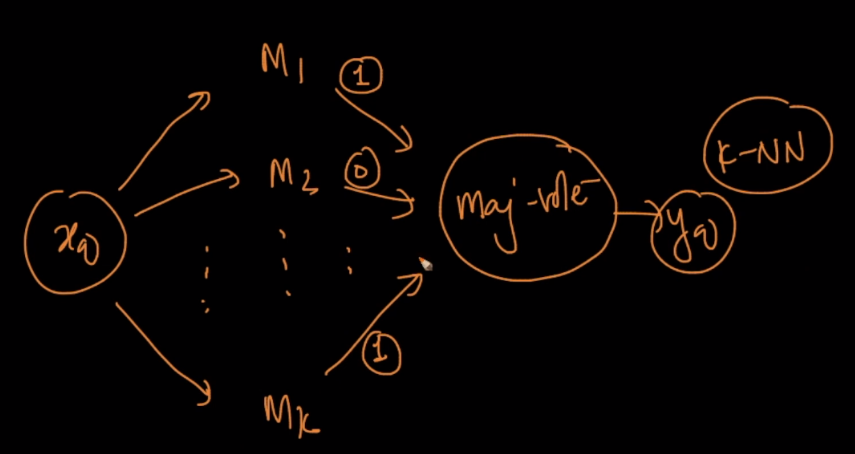 M1 1
K-NN
M2 0
maj-vote
xq
yq
1
Mk